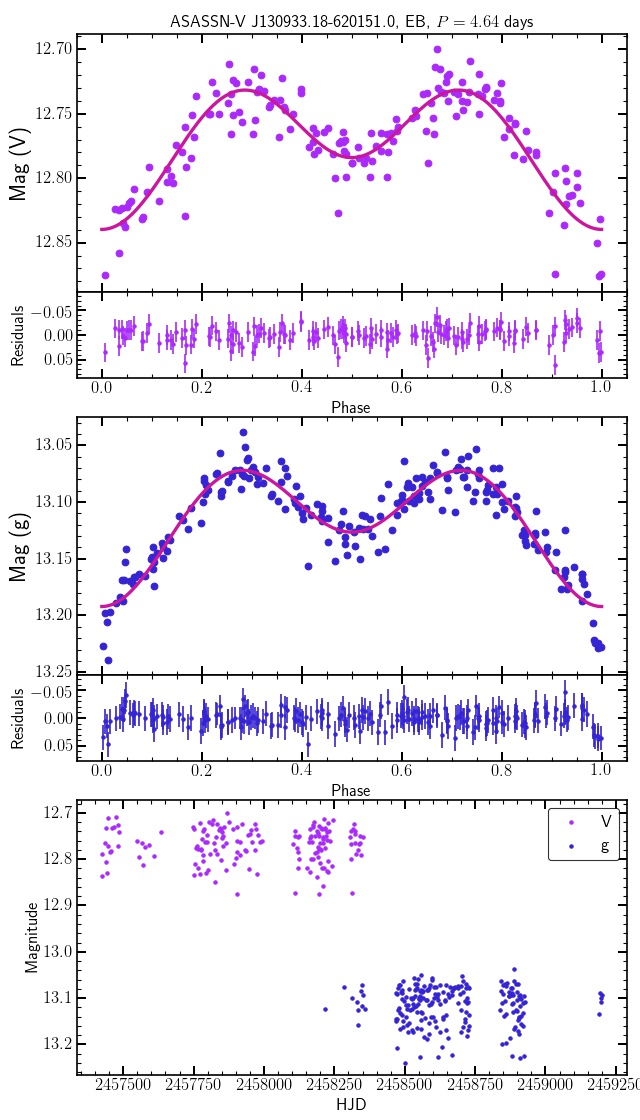 ASASSN-V J130933.18-620151.0, EB, P = 4.64 days
12.70
12.75
12.80
12.85
Mag (V)
−0.05
0.00
0.05
Residuals
0.0 0.2 0.4 0.6 0.8 1.0
Phase
13.05
13.10
13.15
13.20
13.25
Mag (g)
−0.05
0.00
0.05
Residuals
0.0 0.2 0.4 0.6 0.8 1.0
Phase
12.7
12.8
12.9
13.0
13.1
13.2
Magnitude
V
g
2457500 2457750 2458000 2458250 2458500 2458750 2459000 2459250
HJD